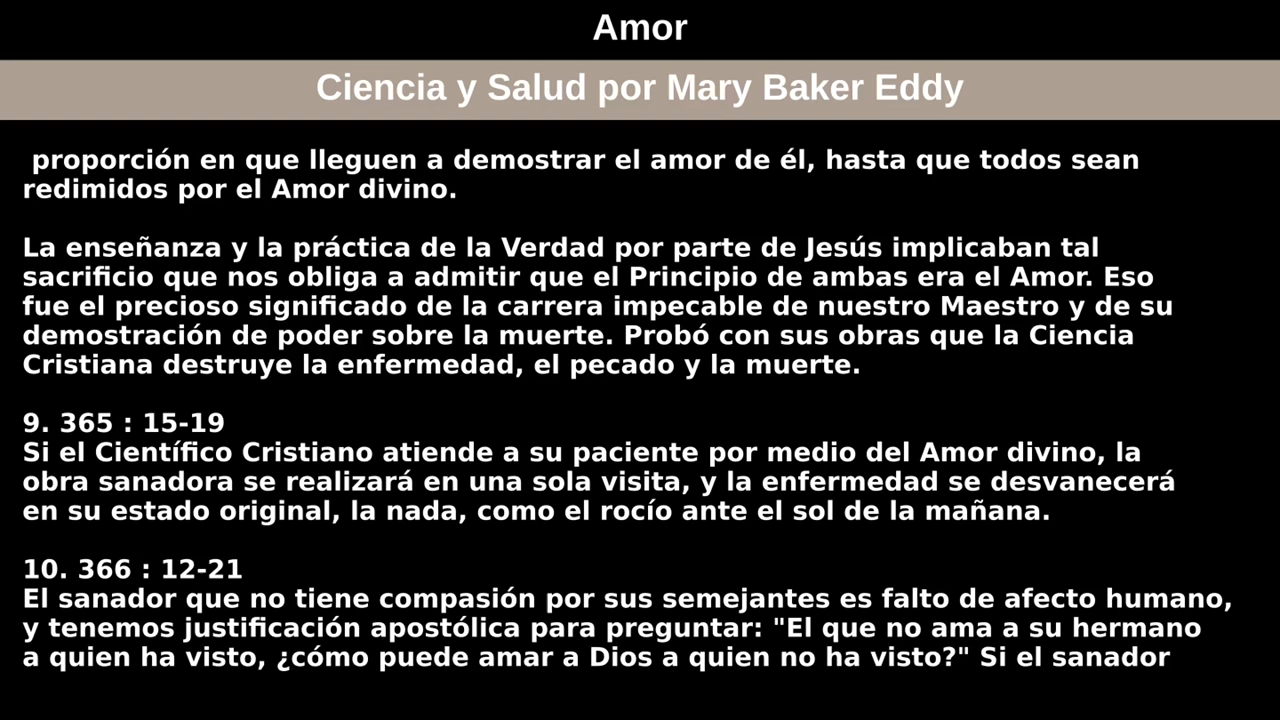 Amor
Ciencia y Salud por Mary Baker Eddy
proporción en que lleguen a demostrar el amor de él, hasta que todos sean
redimidos por el Amor divino.
La enseñanza y la práctica de la Verdad por parte de Jesús implicaban tal
sacrificio que nos obliga a admitir que el Principio de ambas era el Amor. Eso
fue el precioso significado de la carrera impecable de nuestro Maestro y de su
demostración de poder sobre la muerte. Probó con sus obras que la Ciencia
Cristiana destruye la enfermedad, el pecado y la muerte.
9. 365 : 15-19
Si el Científico Cristiano atiende a su paciente por medio del Amor divino, la
obra sanadora se realizará en una sola visita, y la enfermedad se desvanecerá
en su estado original, la nada, como el rocío ante el sol de la mañana.
10. 366 : 12-21
El sanador que no tiene compasión por sus semejantes es falto de afecto humano,
y tenemos justificación apostólica para preguntar: "El que no ama a su hermano
a quien ha visto, ¿cómo puede amar a Dios a quien no ha visto?" Si el sanador